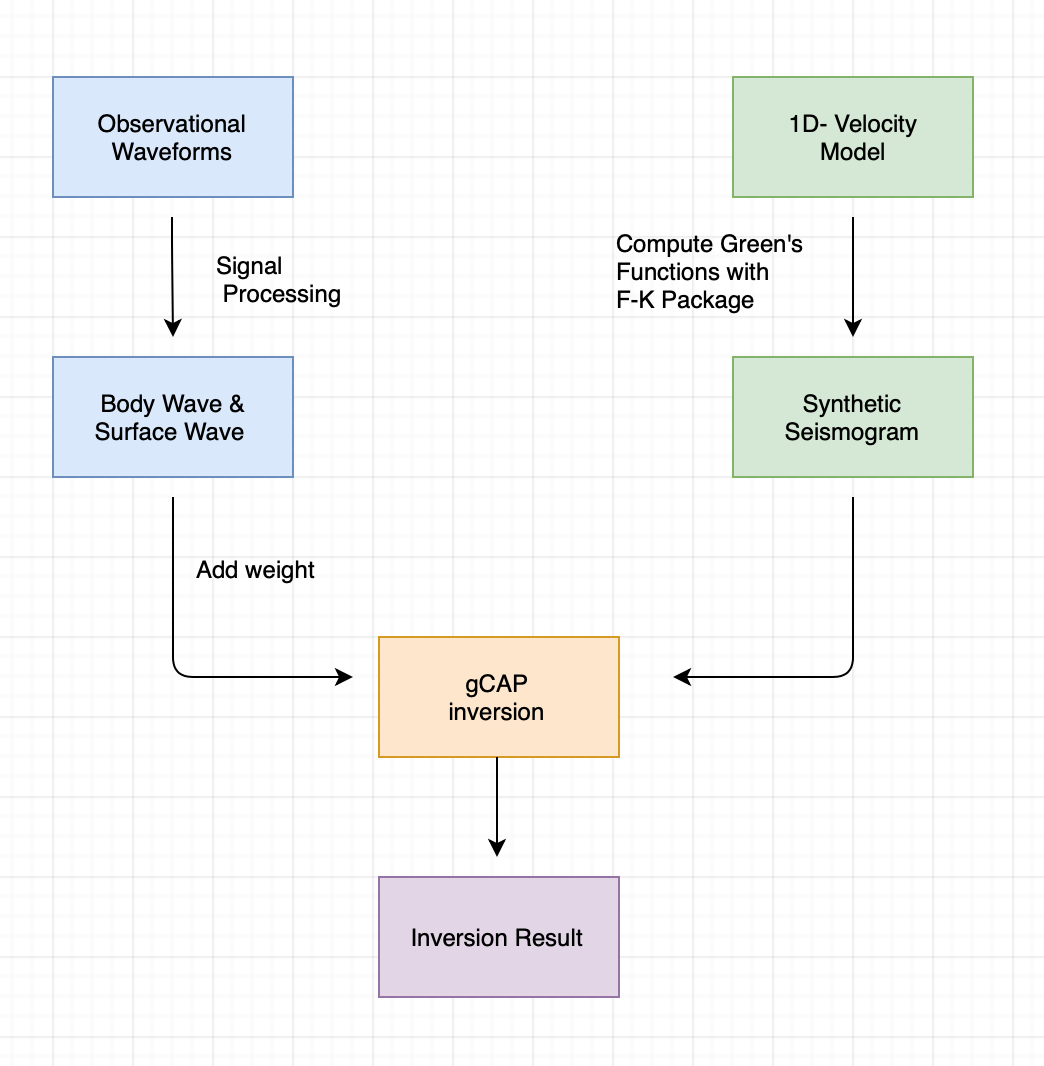 Observational
Waveforms
1D- Velocity
Model
Signal
Processing
Compute Green's
Functions with
F-K Package
Body Wave &
Surface Wave
Synthetic
Seismogram
Add weight
gCAP
inversion
Inversion Result